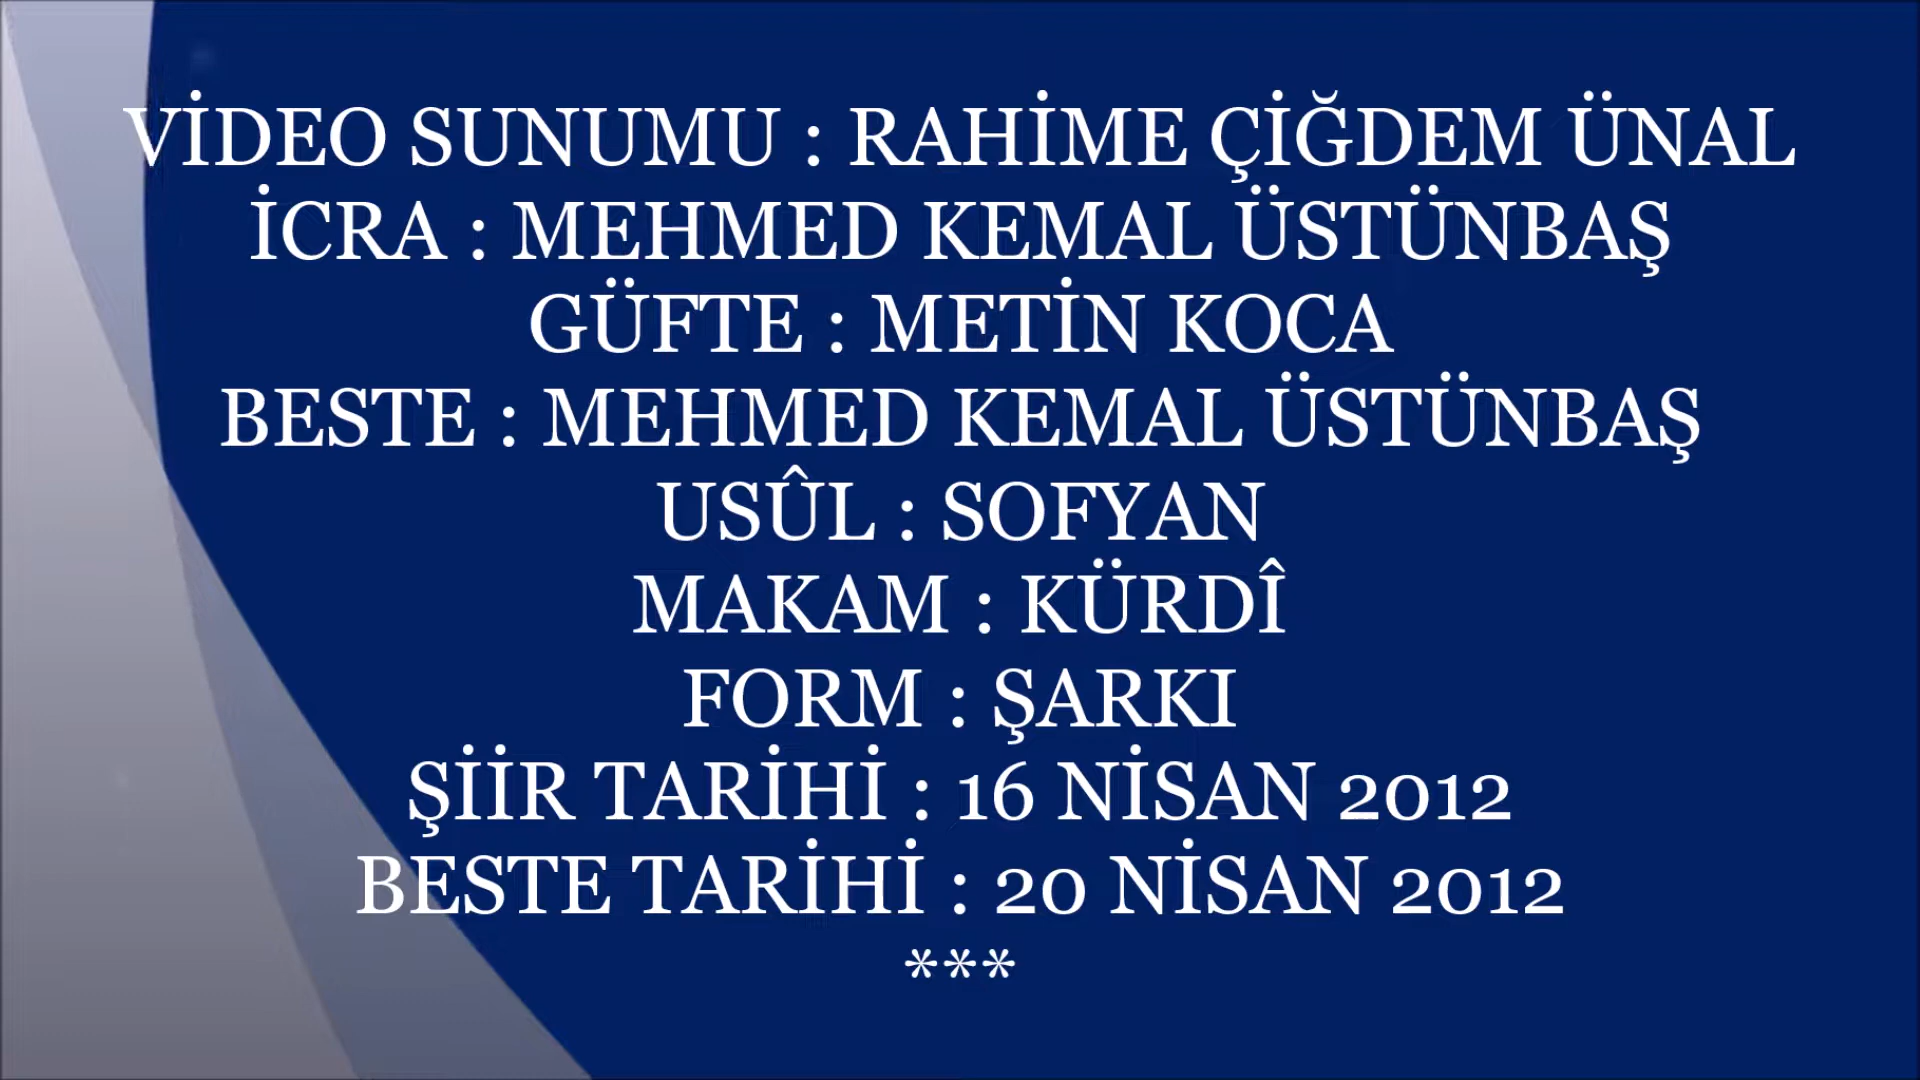 VİDEO SUNUMU : RAHİME ÇİĞDEM ÜNAL
İCRA : MEHMED KEMAL ÜSTÜNBAŞ
GÜFTE : METİN KOCA
BESTE : MEHMED KEMAL ÜSTÜNBAŞ
USÛL : SOFYAN
MAKAM : KÜRDÎ
FORM : ŞARKI
ŞİİR TARİHİ : 16 NİSAN 2012
BESTE TARİHİ : 20 NİSAN 2012
***